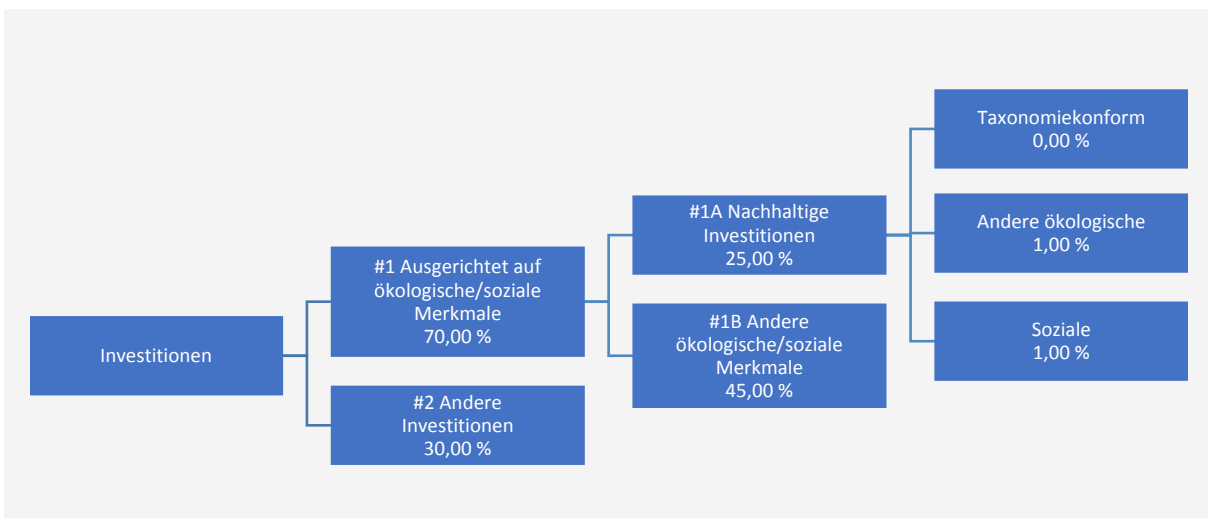 Investitionen
#1 Ausgerichtet auf
ökologische/soziale
Merkmale
70,00 %
#2 Andere
Investitionen
30,00 %
#1A Nachhaltige
Investitionen
25,00 %
#1B Andere
ökologische/soziale
Merkmale
45,00 %
Taxonomiekonform
0,00 %
Andere ökologische
1,00 %
Soziale
1,00 %